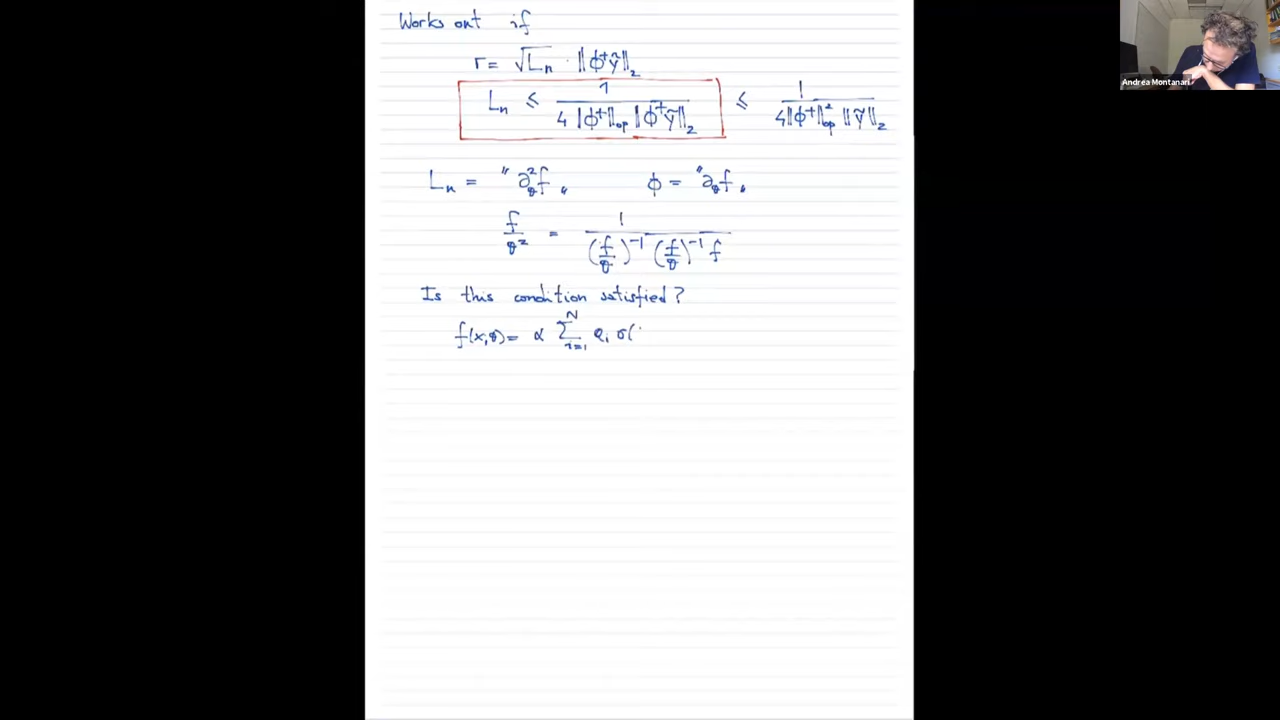 Works out if
r = √Lₙ · ‖ϕ⁺ỹ‖₂
Lₙ ≤ 1 / (4 ‖ϕ⁺‖ₒₚ ‖ϕ⁺ỹ‖₂) ≤ 1 / (4‖ϕ⁺‖²ₒₚ ‖ỹ‖₂)
Lₙ = "∂²_θ f„ ϕ = "∂_θ f„
f/θ² = 1 / ((f/θ)⁻¹ (f/θ)⁻¹ f)
Is this condition satisfied?
f(x,θ) = α Σᵢ₌₁ᴺ aᵢ σ(
Andrea Montanari